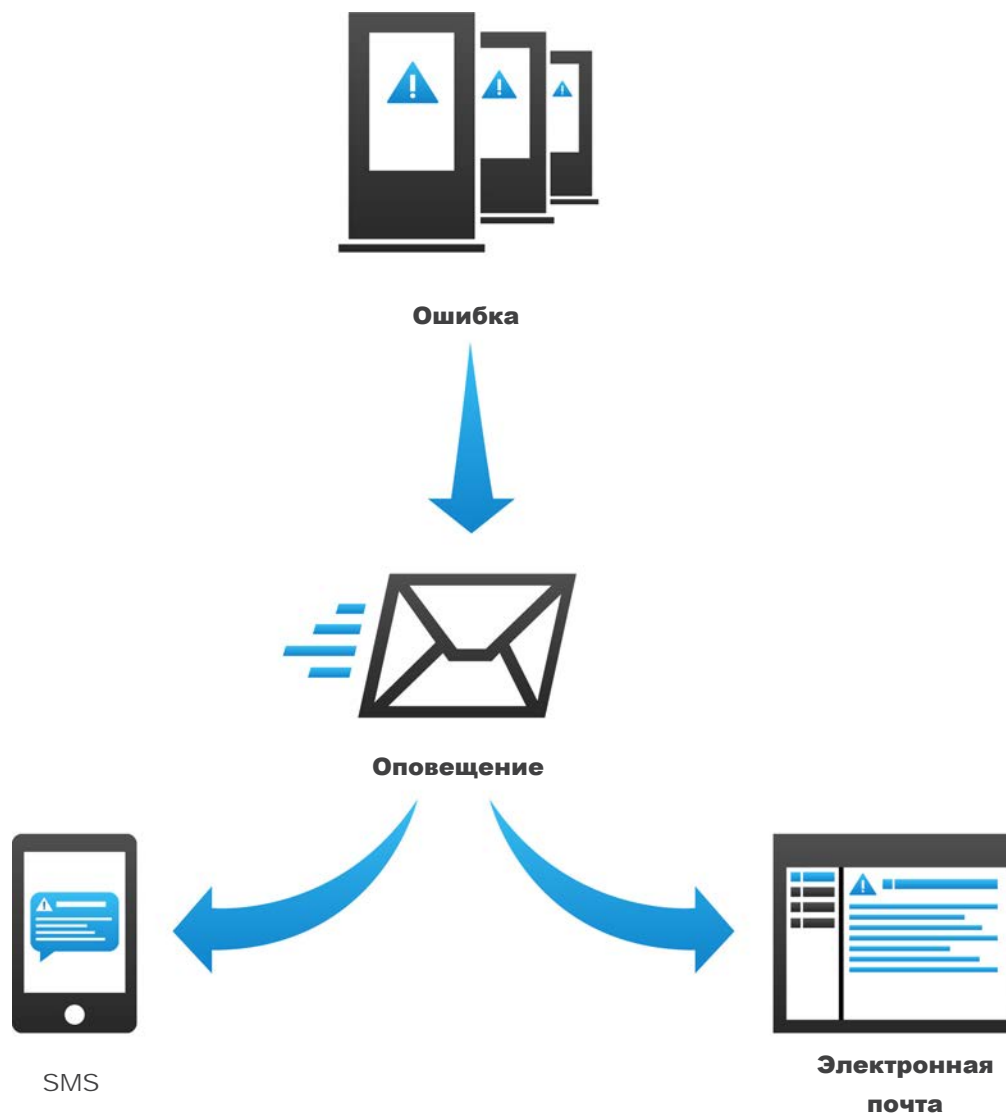 Ошибка
Оповещение
SMS
Электронная
почта